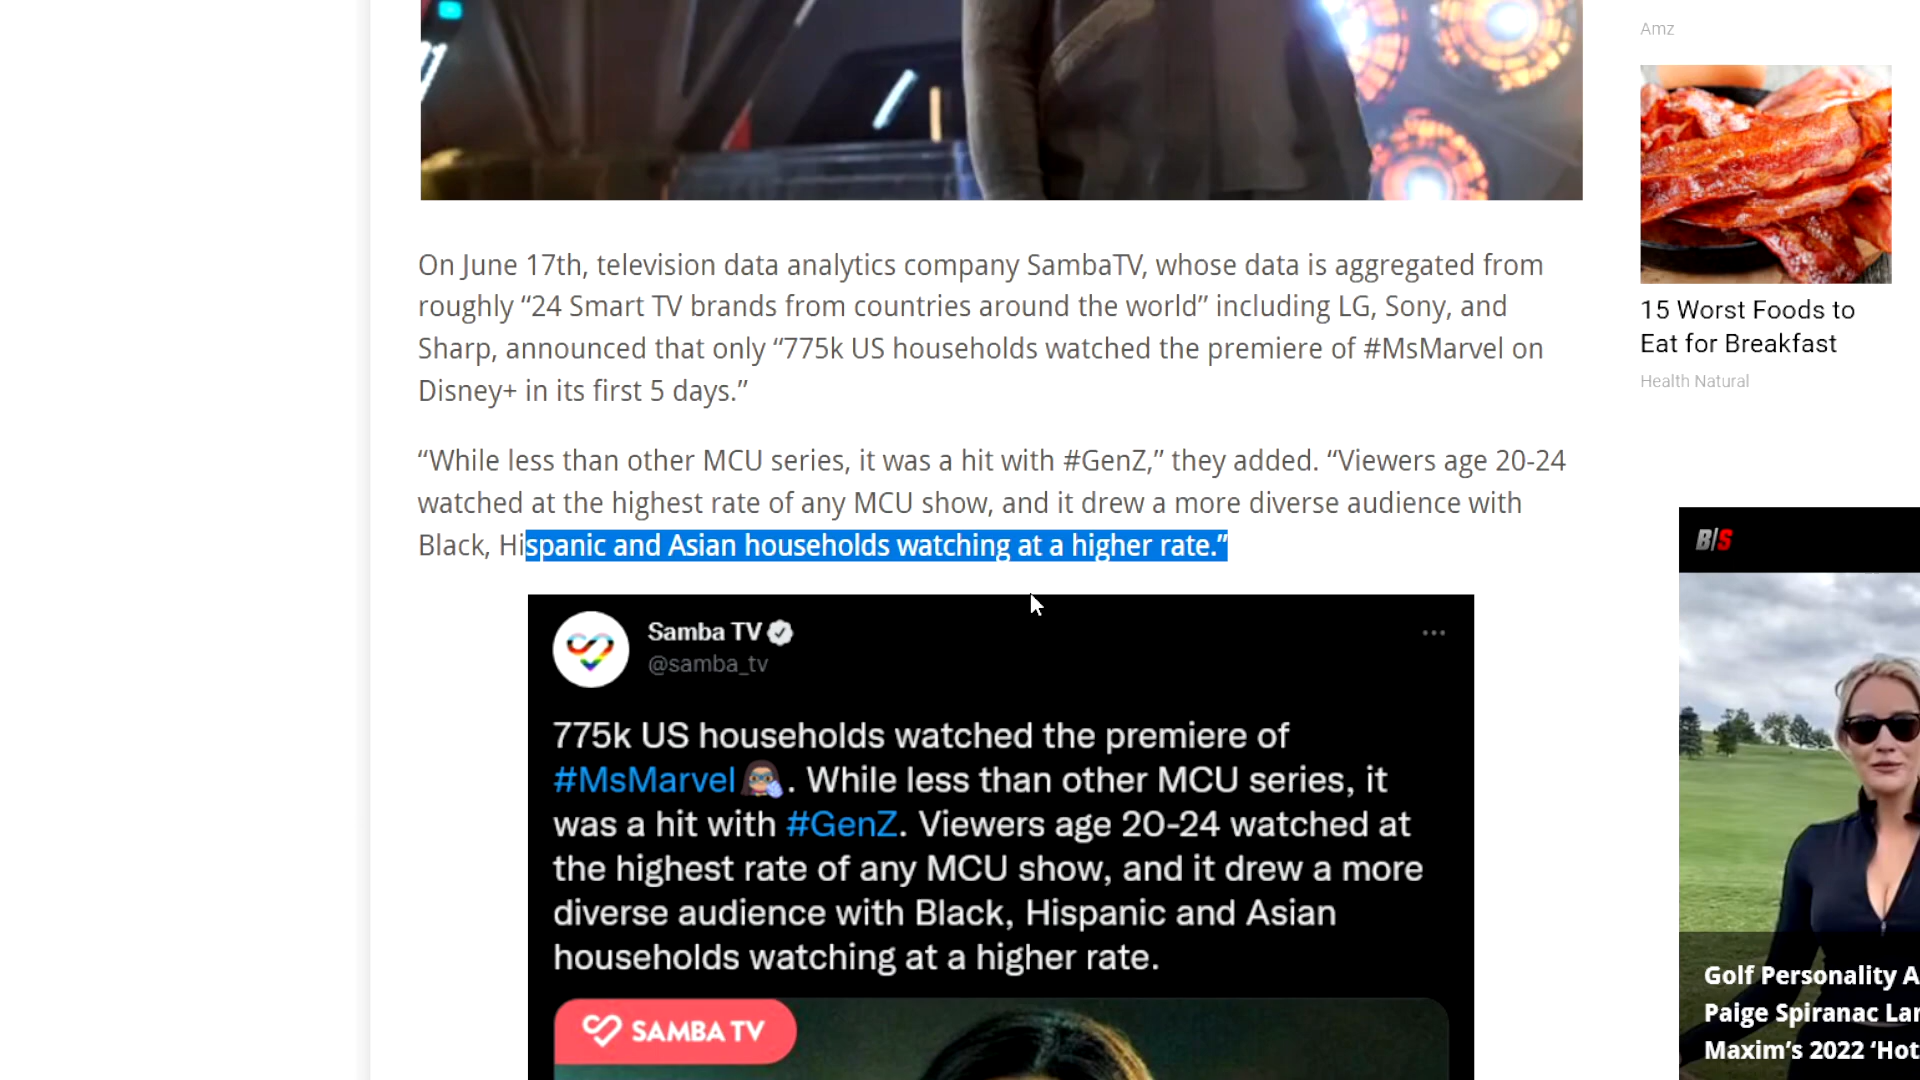 Amz
15 Worst Foods to
Eat for Breakfast
Health Natural
On June 17th, television data analytics company SambaTV, whose data is aggregated from
roughly “24 Smart TV brands from countries around the world” including LG, Sony, and
Sharp, announced that only “775k US households watched the premiere of #MsMarvel on
Disney+ in its first 5 days.”
“While less than other MCU series, it was a hit with #GenZ,” they added. “Viewers age 20-24
watched at the highest rate of any MCU show, and it drew a more diverse audience with
Black, Hispanic and Asian households watching at a higher rate.”
Samba TV
@samba_tv
775k US households watched the premiere of
#MsMarvel. While less than other MCU series, it
was a hit with #GenZ. Viewers age 20-24 watched at
the highest rate of any MCU show, and it drew a more
diverse audience with Black, Hispanic and Asian
households watching at a higher rate.
SAMBA TV
B/S
Golf Personality A
Paige Spiranac Lan
Maxim’s 2022 ‘Hot